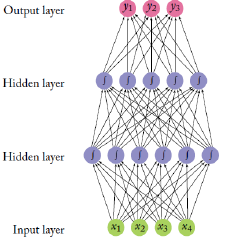 Output layer
y1 y2 y3
Hidden layer
∫ ∫ ∫ ∫ ∫
Hidden layer
∫ ∫ ∫ ∫ ∫ ∫
Input layer
x1 x2 x3 x4